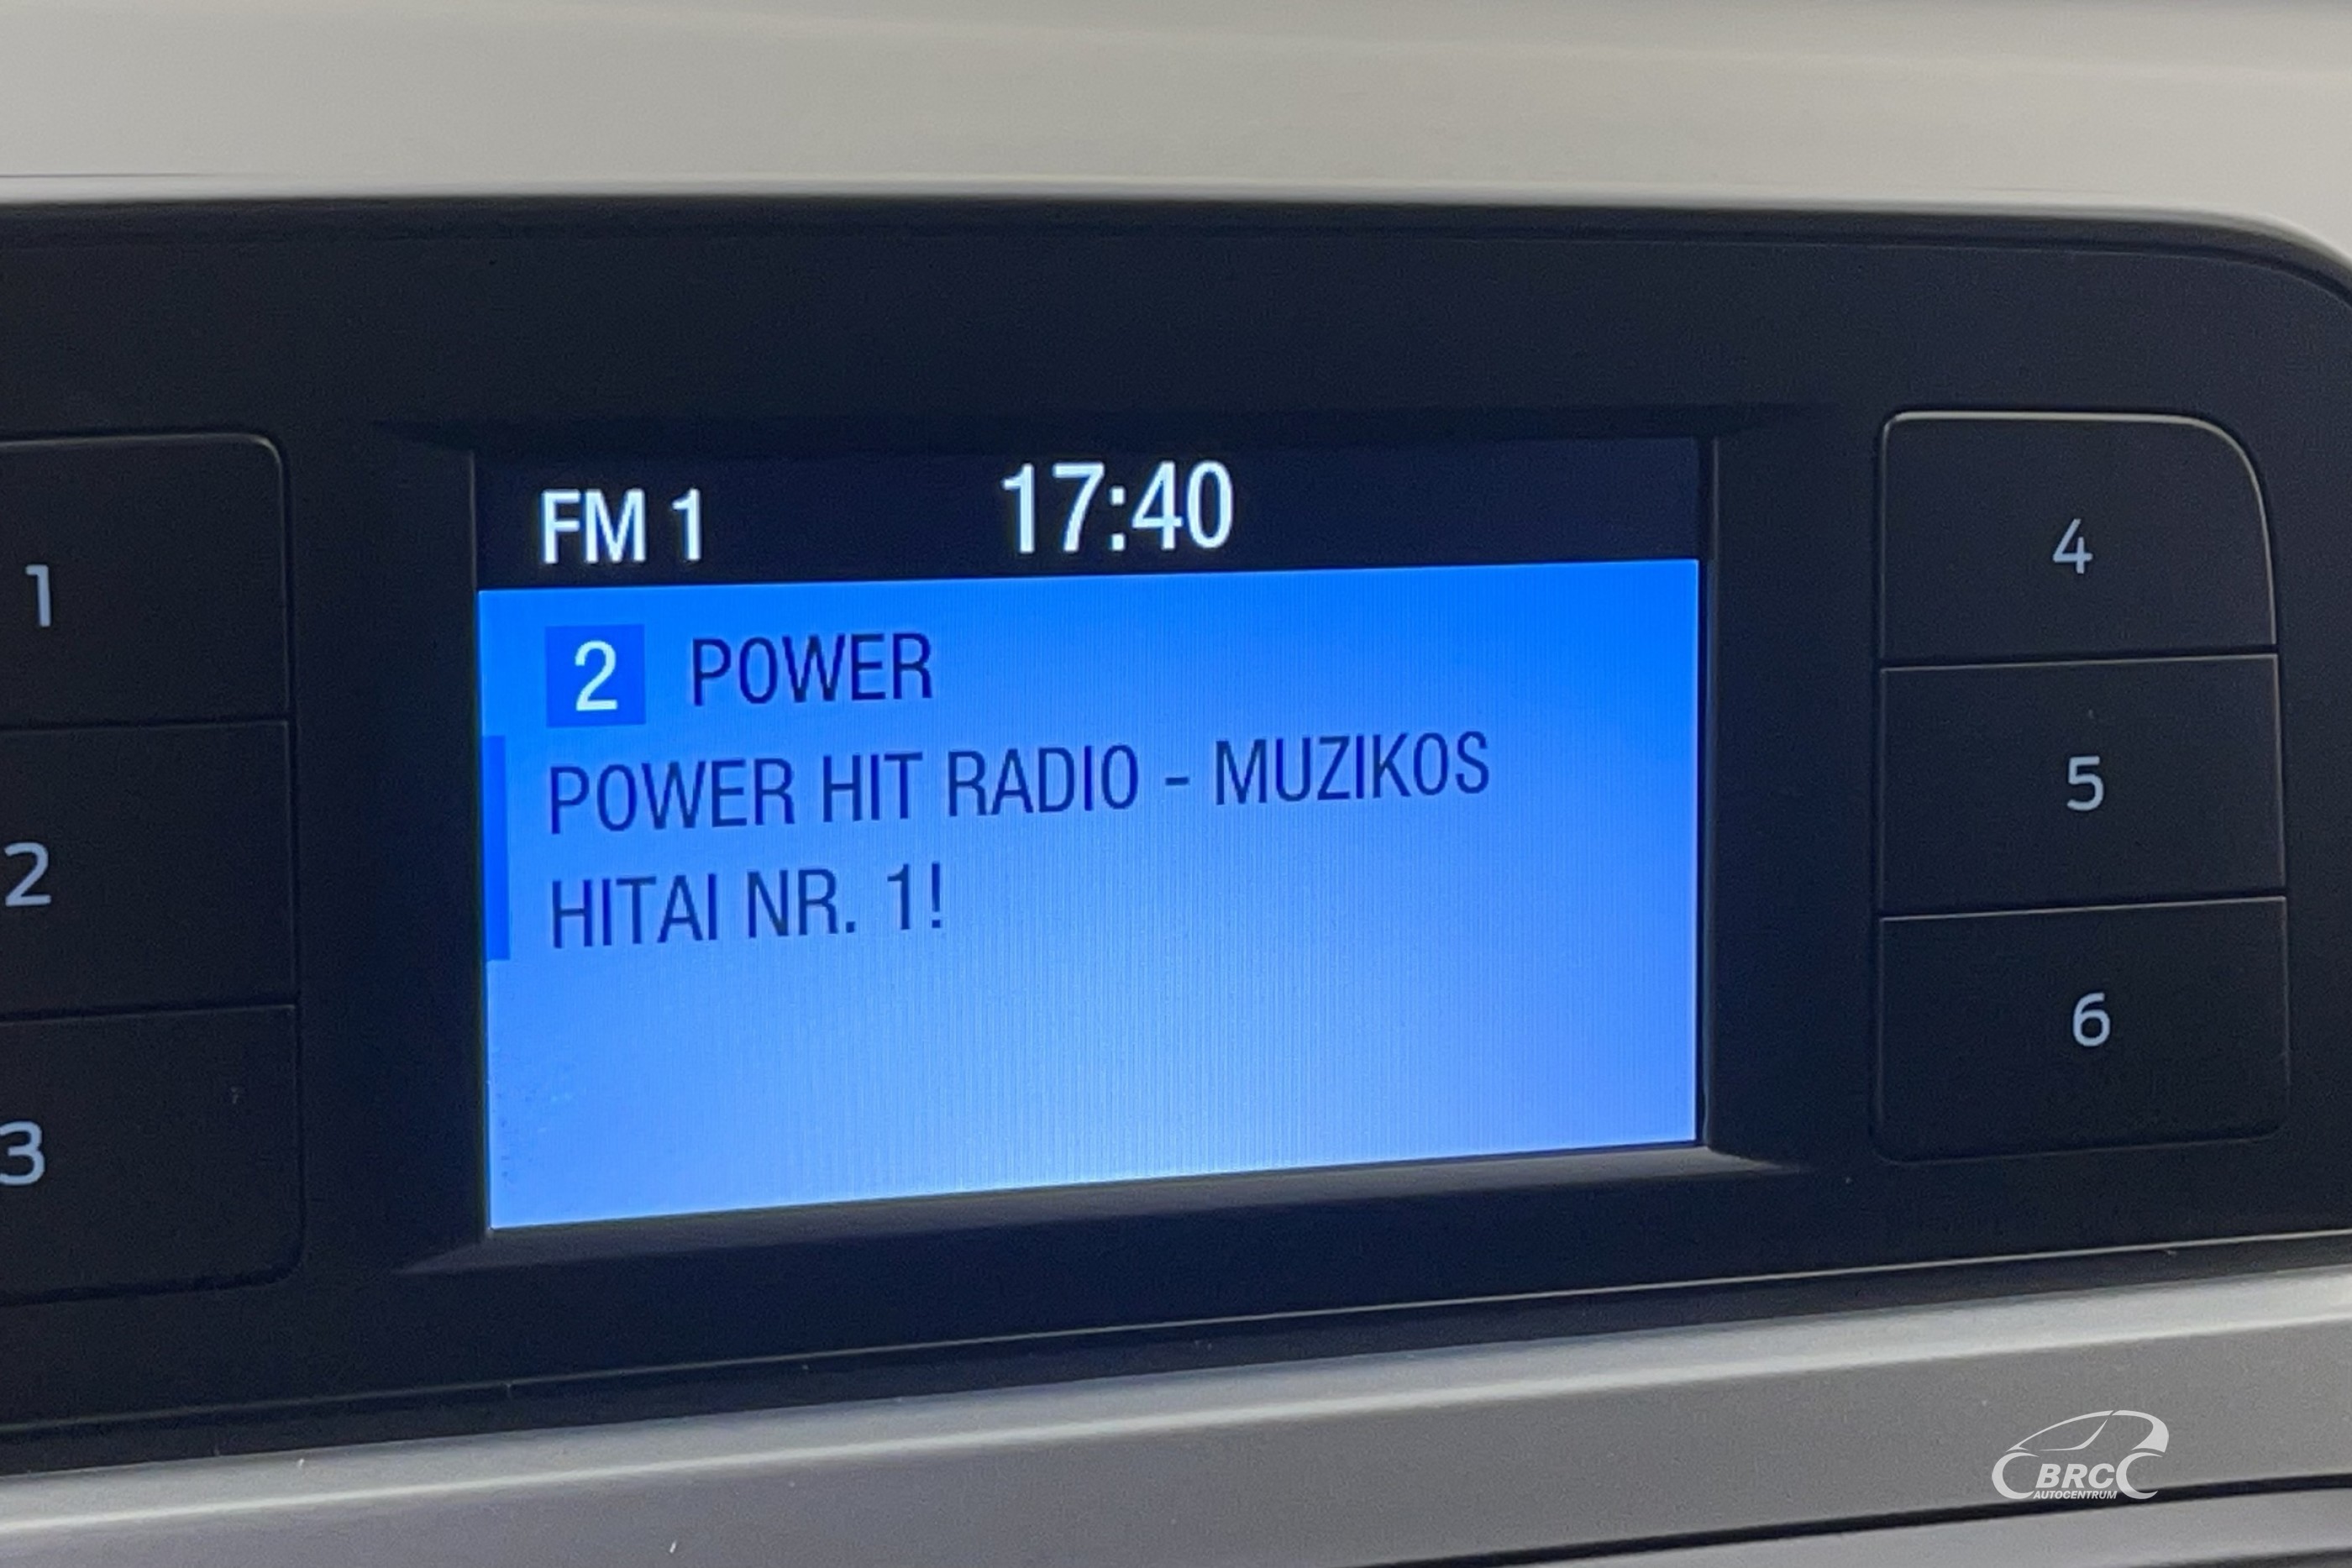 FM 1 17:40
2 POWER
POWER HIT RADIO - MUZIKOS
HITAI NR. 1!
1
2
3
4
5
6
BRC
AUTOCENTRUM